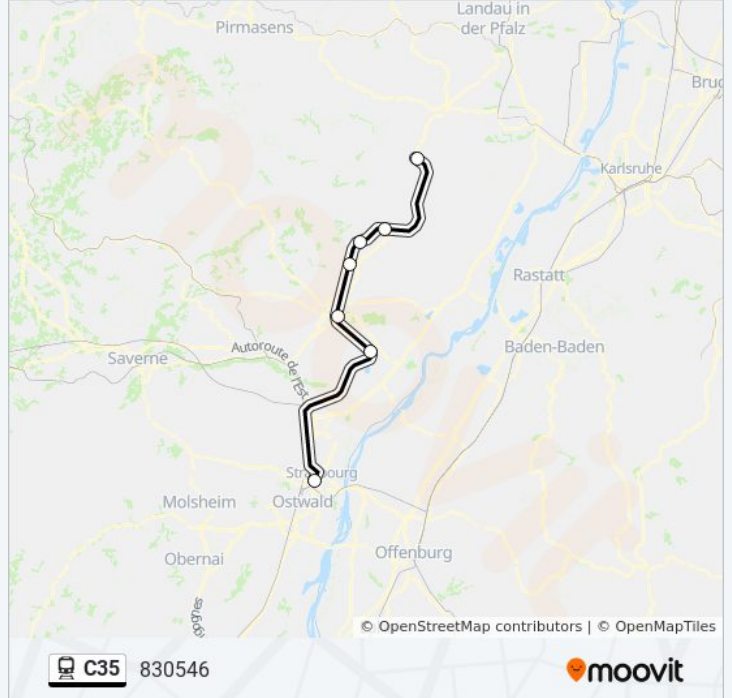 Landau in
der Pfalz
Pirmasens
Bruc
Karlsruhe
Rastatt
Baden-Baden
Autoroute de l'Est
Saverne
Strasbourg
Ostwald
Molsheim
Obernai
Offenburg
© OpenStreetMap contributors | © OpenMapTiles
C35 830546
moovit